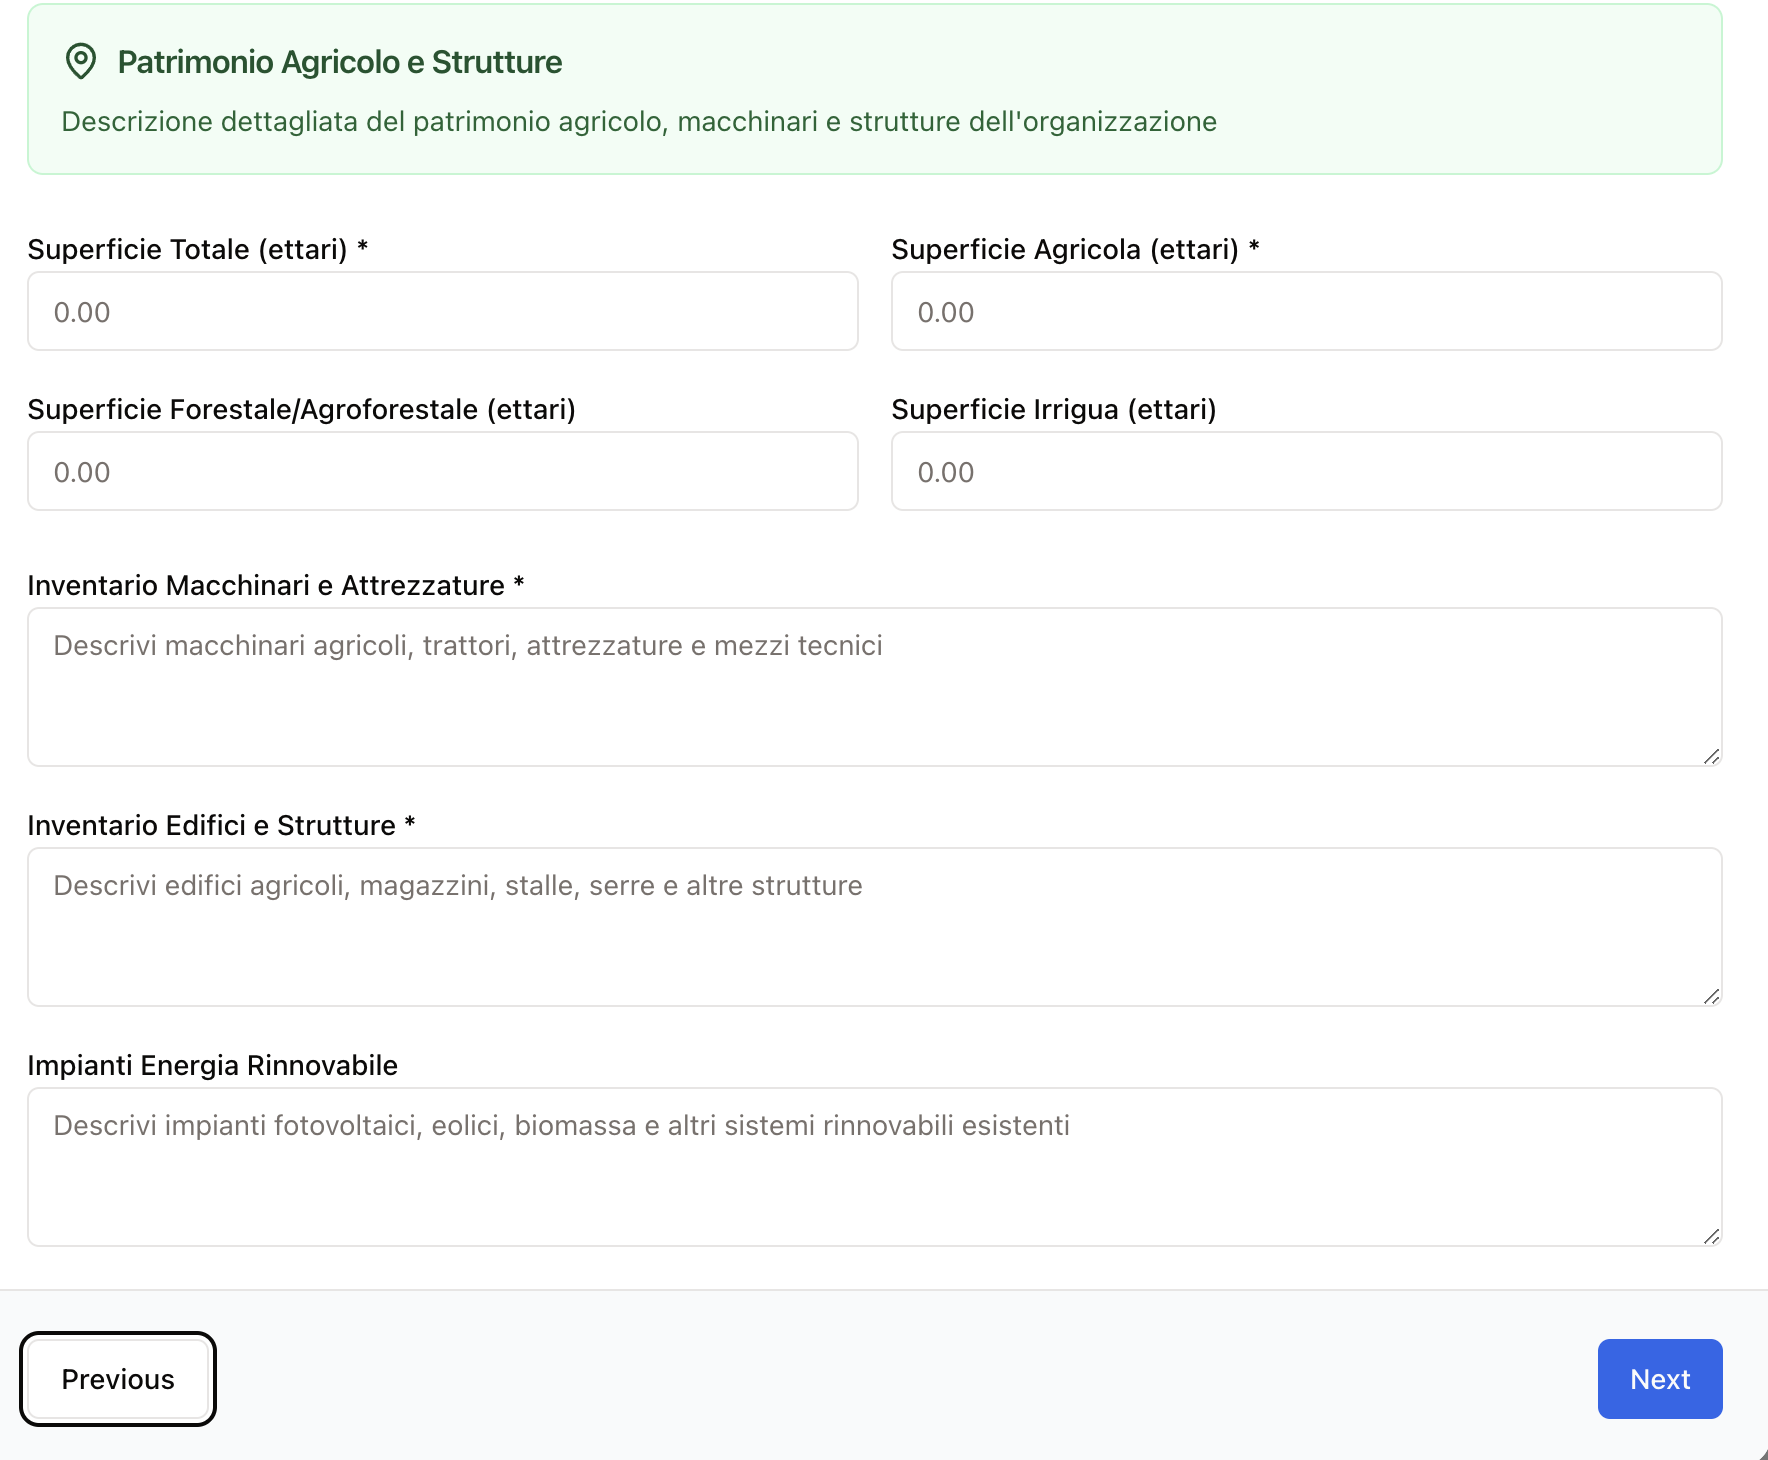 Patrimonio Agricolo e Strutture
Descrizione dettagliata del patrimonio agricolo, macchinari e strutture dell'organizzazione
Superficie Totale (ettari) *
0.00
Superficie Agricola (ettari) *
0.00
Superficie Forestale/Agroforestale (ettari)
0.00
Superficie Irrigua (ettari)
0.00
Inventario Macchinari e Attrezzature *
Descrivi macchinari agricoli, trattori, attrezzature e mezzi tecnici
Inventario Edifici e Strutture *
Descrivi edifici agricoli, magazzini, stalle, serre e altre strutture
Impianti Energia Rinnovabile
Descrivi impianti fotovoltaici, eolici, biomassa e altri sistemi rinnovabili esistenti
Previous
Next